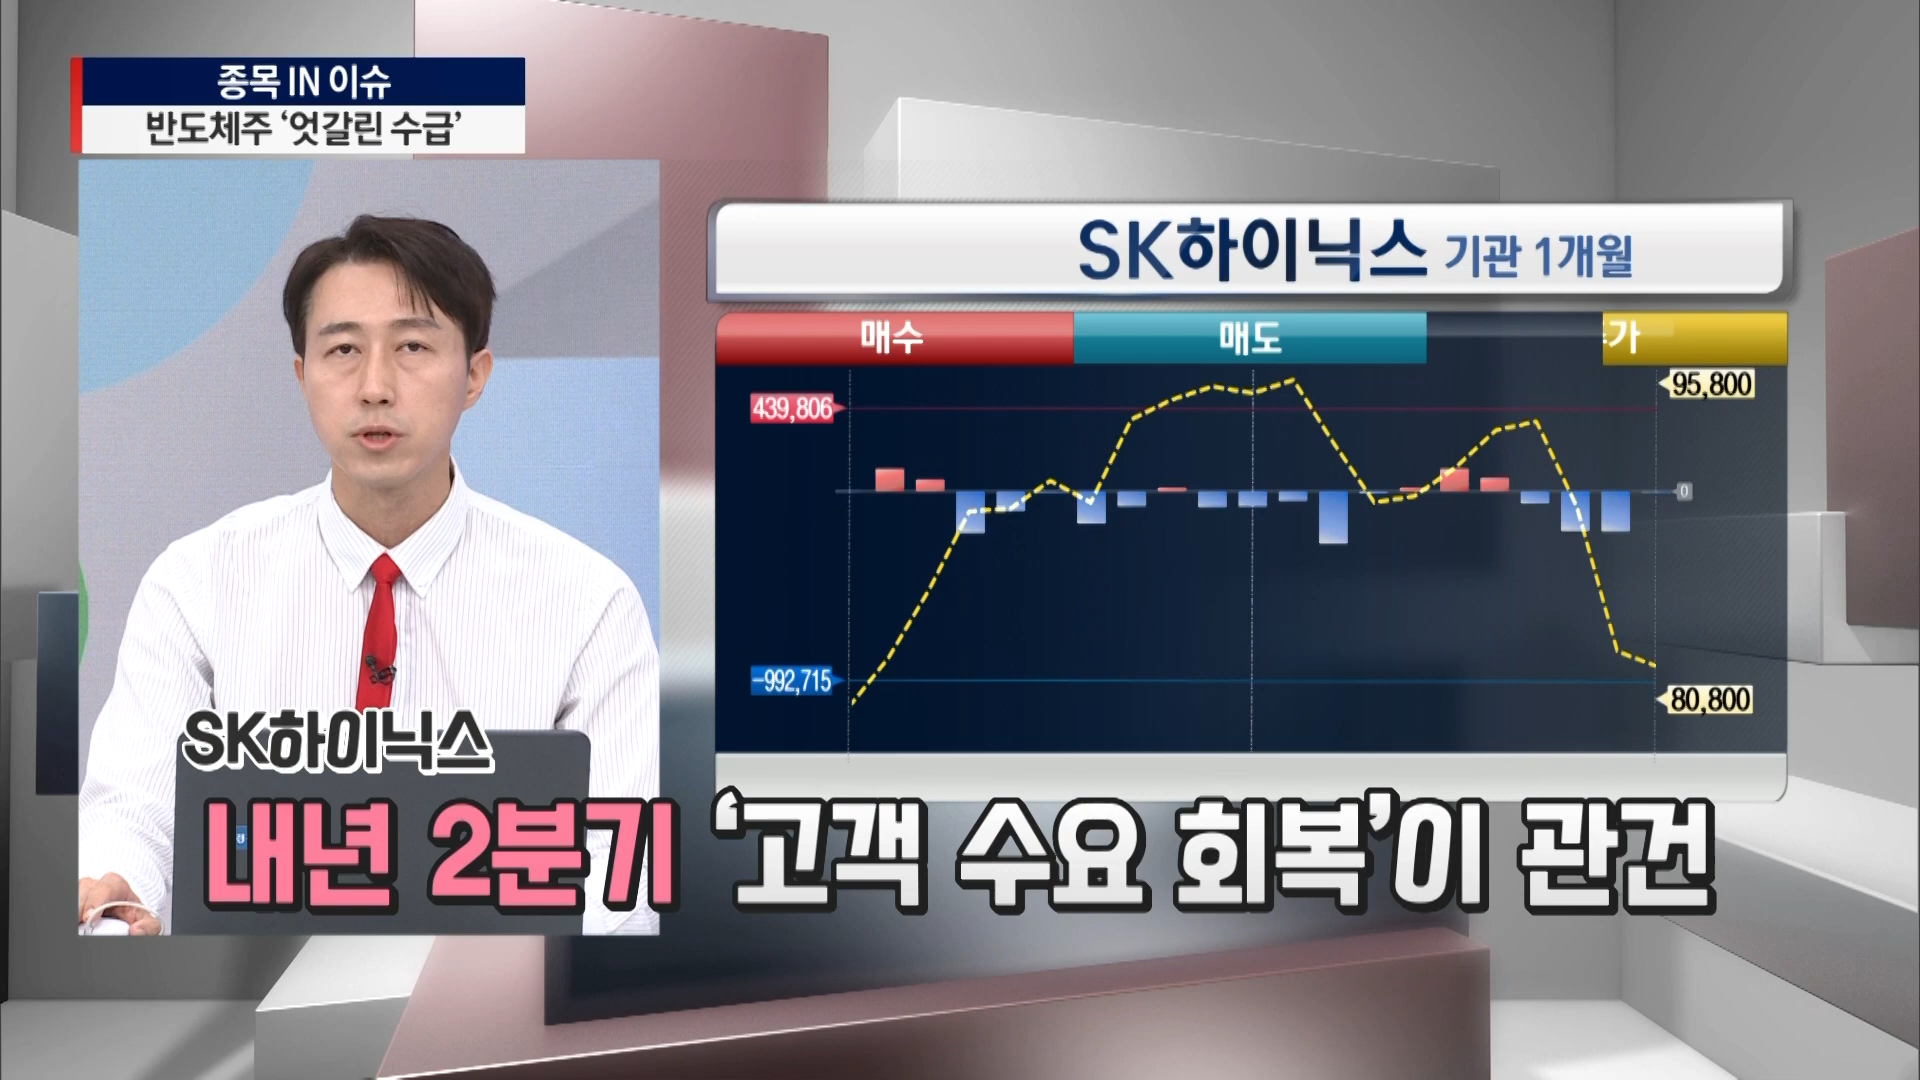 종목 IN 이슈
반도체주 ‘엇갈린 수급’
SK하이닉스 기관 1개월
매수 매도
439,806
95,800
0
-992,715
80,800
SK하이닉스
내년 2분기 ‘고객 수요 회복’이 관건